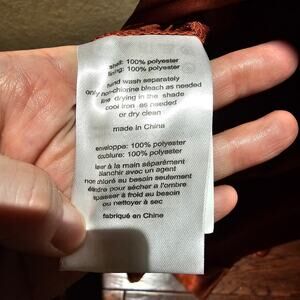 shell: 100% polyester
lining: 100% polyester
hand wash separately
only non-chlorine bleach as needed
line drying in the shade
cool iron as needed
or dry clean
made in China
enveloppe: 100% polyester
doublure: 100% polyester
laver à la main séparément
blanchir avec un agent
non chloré au besoin seulement
étendre pour sécher à l'ombre
repasser à froid au besoin
ou nettoyer à sec
fabriqué en Chine